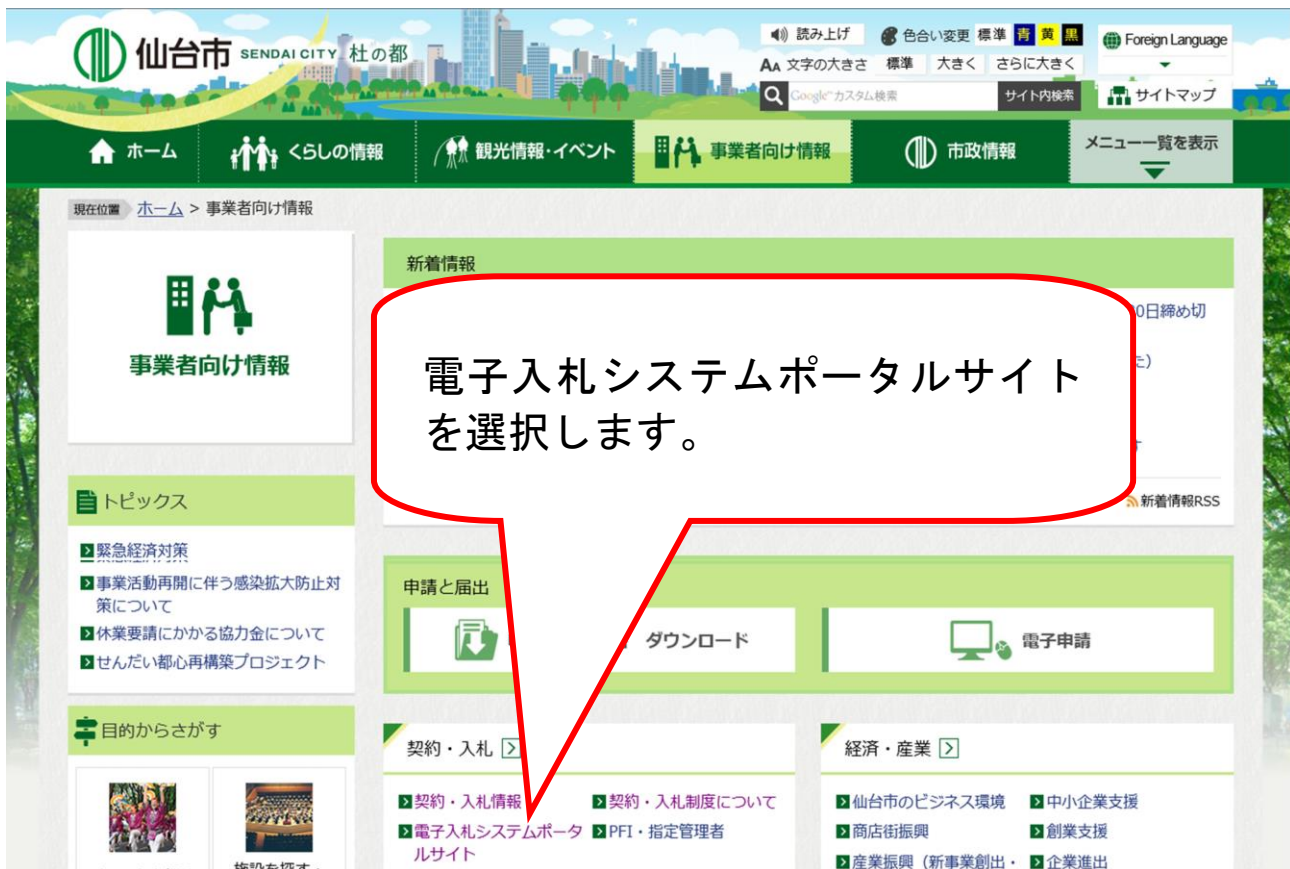 仙台市 SENDAI CITY 杜の都
読み上げ 色合い変更 標準 青 黄 黒 Foreign Language
AA 文字の大きさ 標準 大きく さらに大きく
Google カスタム検索 サイト内検索 サイトマップ
ホーム くらしの情報 観光情報・イベント 事業者向け情報 市政情報 メニュー一覧を表示
現在位置 ホーム > 事業者向け情報
事業者向け情報
新着情報
0日締め切
た)
す
新着情報RSS
電子入札システムポータルサイト
を選択します。
トピックス
緊急経済対策
事業活動再開に伴う感染拡大防止対
策について
休業要請にかかる協力金について
せんだい都心再構築プロジェクト
申請と届出
ダウンロード
電子申請
目的からさがす
契約・入札
契約・入札情報 契約・入札制度について
電子入札システムポータ PFI・指定管理者
ルサイト
経済・産業
仙台市のビジネス環境 中小企業支援
商店街振興 創業支援
産業振興（新事業創出・ 企業進出